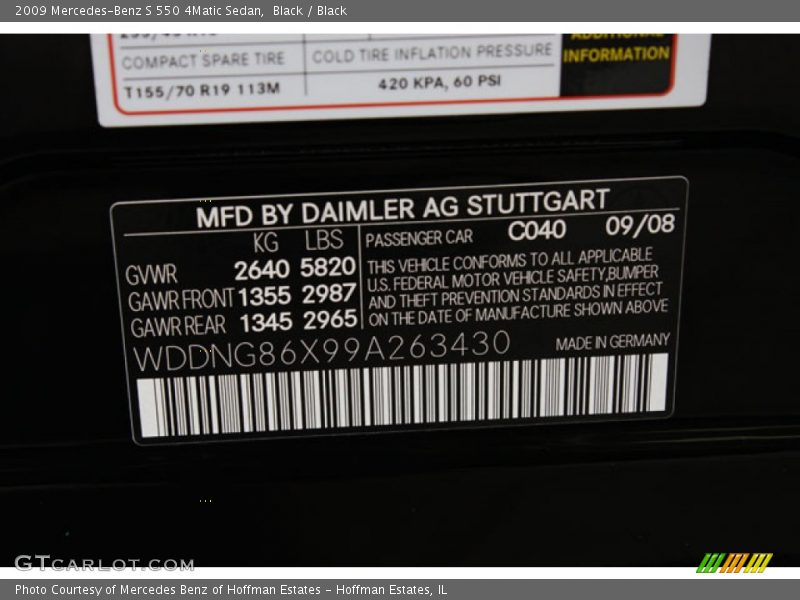 2009 Mercedes-Benz S 550 4Matic Sedan, Black / Black
ADDITIONAL
COMPACT SPARE TIRE COLD TIRE INFLATION PRESSURE INFORMATION
T155/70 R19 113M 420 KPA, 60 PSI
MFD BY DAIMLER AG STUTTGART
KG LBS PASSENGER CAR C040 09/08
GVWR 2640 5820 THIS VEHICLE CONFORMS TO ALL APPLICABLE
U.S. FEDERAL MOTOR VEHICLE SAFETY,BUMPER
GAWR FRONT 1355 2987 AND THEFT PREVENTION STANDARDS IN EFFECT
GAWR REAR 1345 2965 ON THE DATE OF MANUFACTURE SHOWN ABOVE
WDDNG86X99A263430 MADE IN GERMANY
GTCARLOT.COM
Photo Courtesy of Mercedes Benz of Hoffman Estates - Hoffman Estates, IL